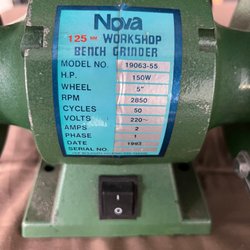 Nova
125 MM WORKSHOP
BENCH GRINDER
MODEL NO. 19063-55
H.P. 150W
WHEEL 5"
RPM 2850
CYCLES 50
VOLTS 220~
AMPS 2
PHASE 1
DATE 1993
SERIAL NO.